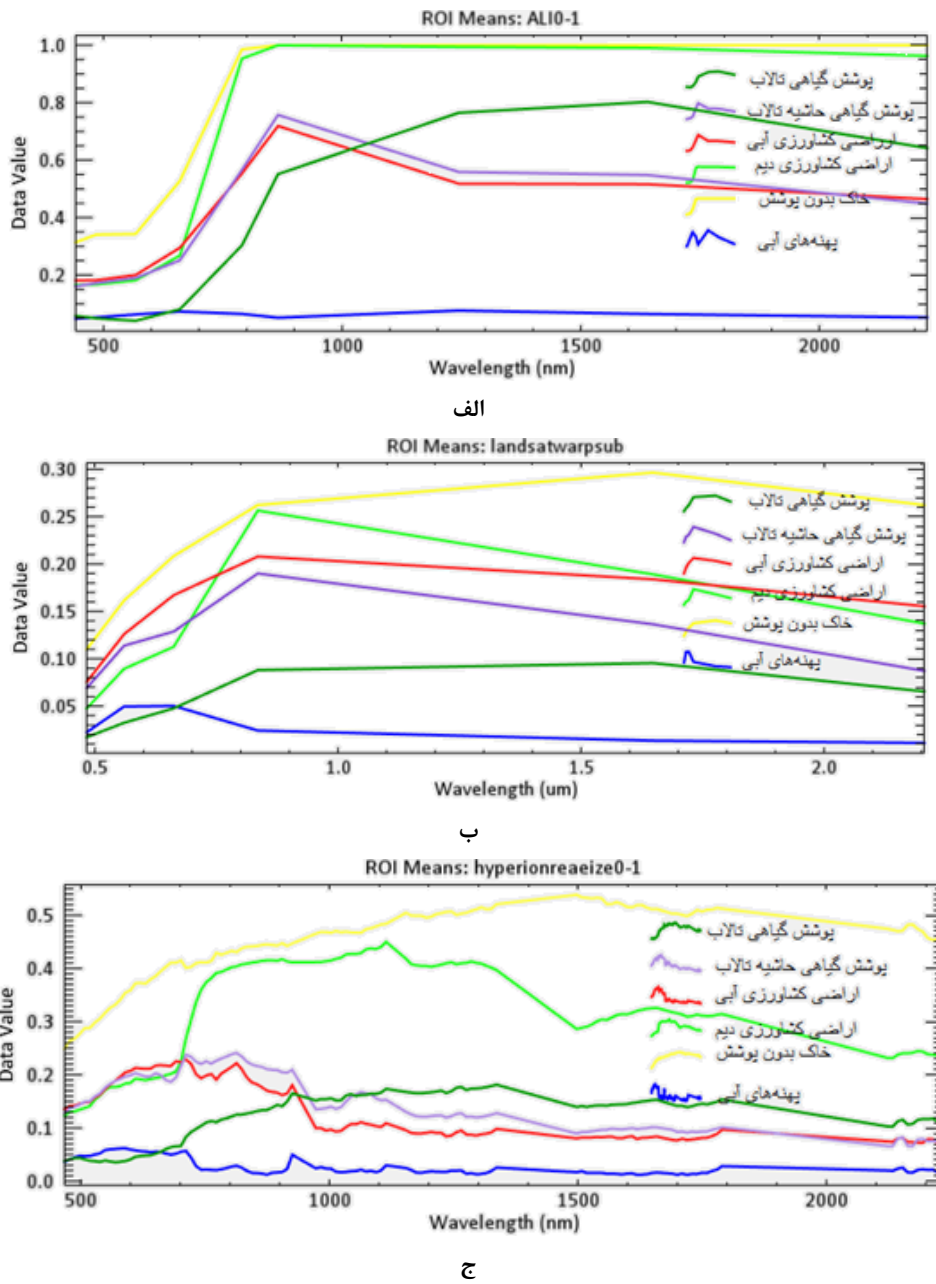 ROI Means: ALI0-1
1.0
0.8
0.6
0.4
0.2
Data Value
پوشش گیاهی تالاب
پوشش گیاهی حاشیه تالاب
ارراضی کشاورزی آبی
اراضی کشاورزی دیم
خاک بدون پوشش
پهنه‌های آبی
500 1000 1500 2000
Wavelength (nm)
الف
ROI Means: landsatwarpsub
0.30
0.25
0.20
0.15
0.10
0.05
Data Value
پوشش گیاهی تالاب
پوشش گیاهی حاشیه تالاب
اراضی کشاورزی آبی
اراضی کشاورزی دیم
خاک بدون پوشش
پهنه‌های آبی
0.5 1.0 1.5 2.0
Wavelength (um)
ب
ROI Means: hyperionreaeize0-1
0.5
0.4
0.3
0.2
0.1
0.0
Data Value
پوشش گیاهی تالاب
پوشش گیاهی حاشیه تالاب
اراضی کشاورزی آبی
اراضی کشاورزی دیم
خاک بدون پوشش
پهنه‌های آبی
500 1000 1500 2000
Wavelength (nm)
ج